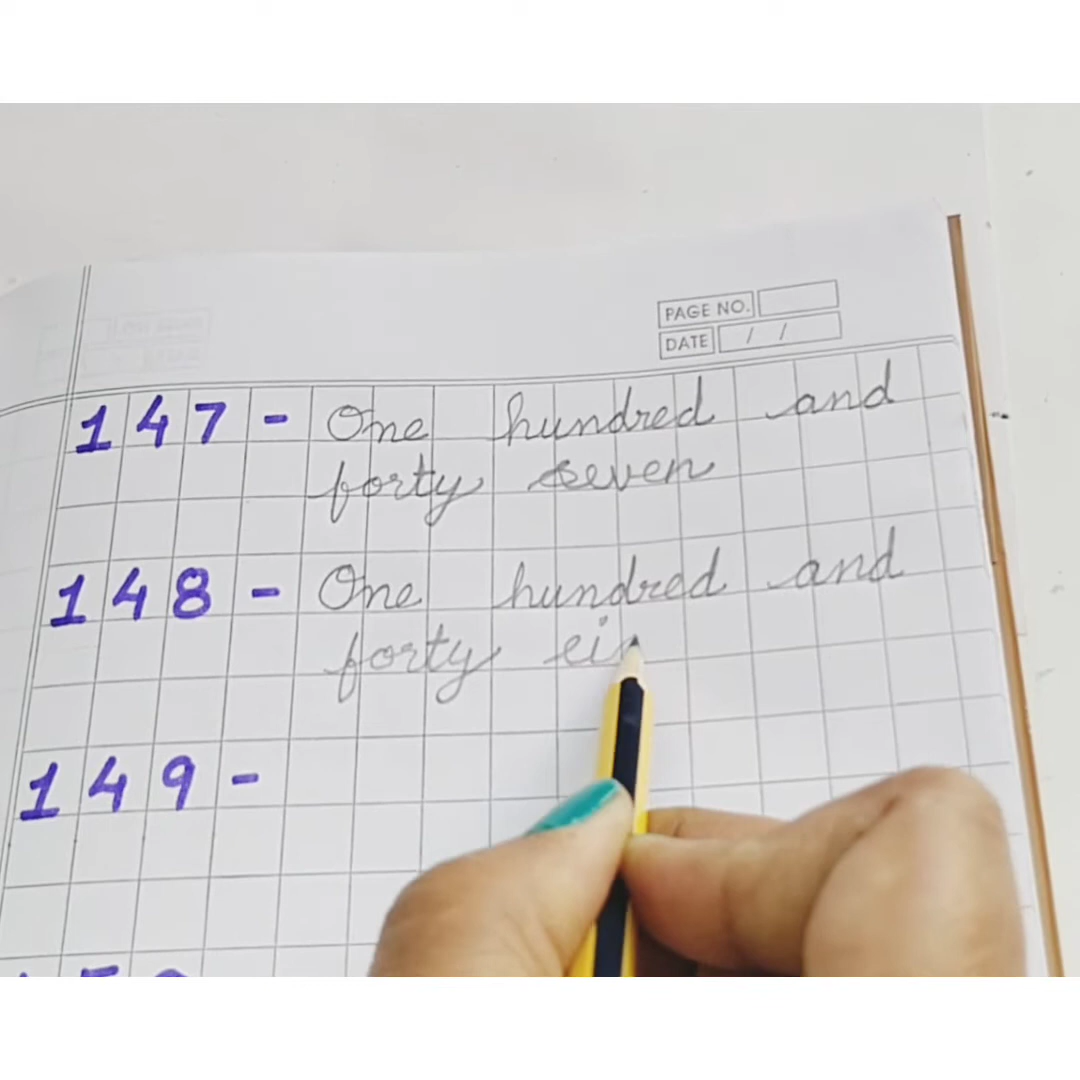 PAGE NO.
DATE / /
147 - One hundred and
forty seven
148 - One hundred and
forty ei
149 -